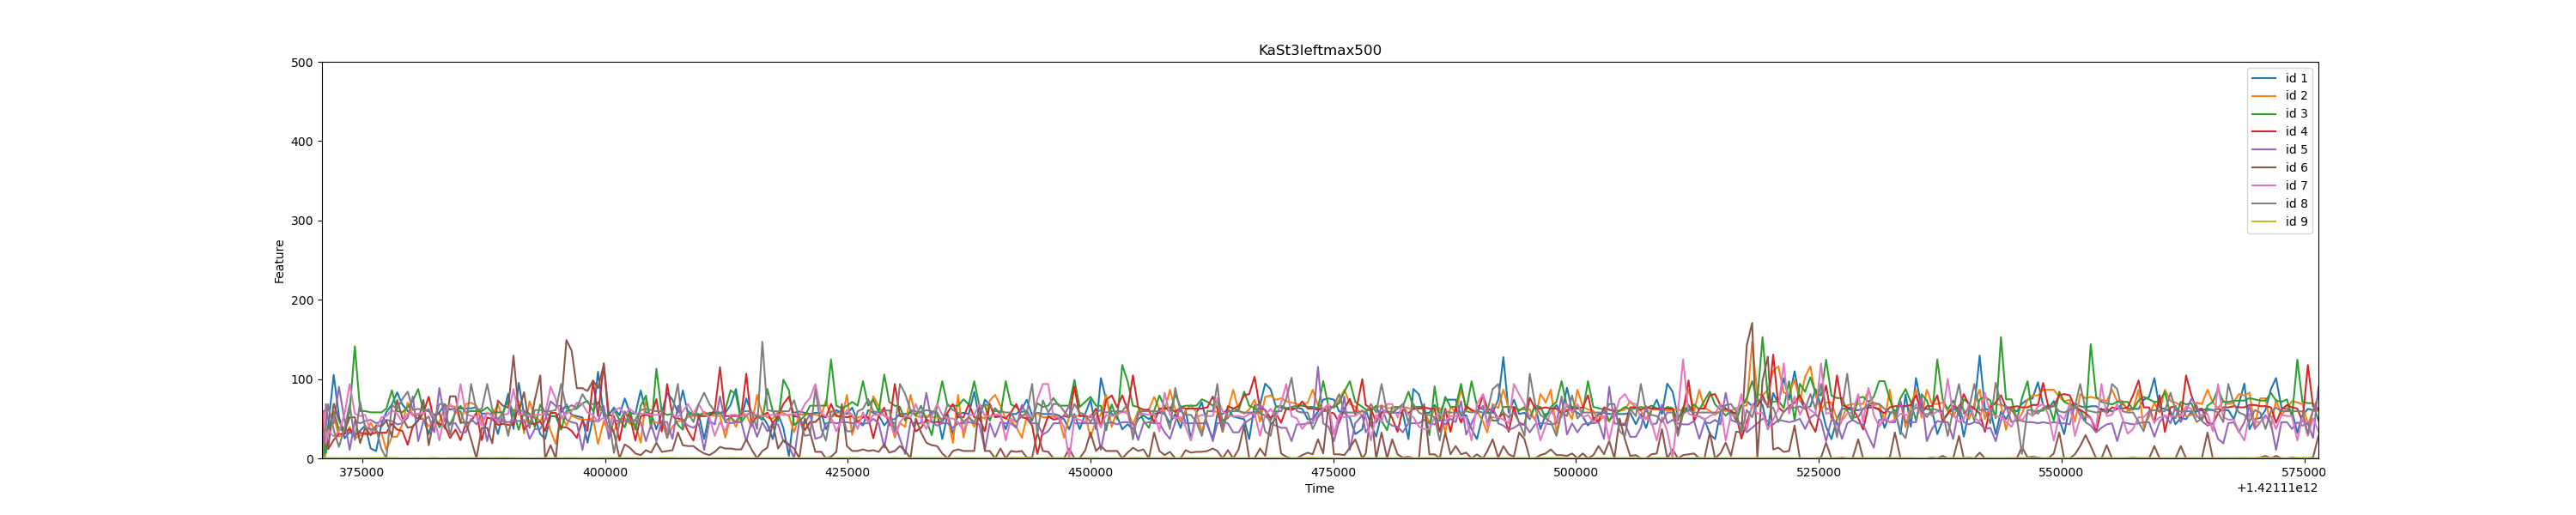 KaSt3leftmax500
500
400
300
200
100
0
Feature
id 1
id 2
id 3
id 4
id 5
id 6
id 7
id 8
id 9
375000 400000 425000 450000 475000 500000 525000 550000 575000
Time
+1.42111e12